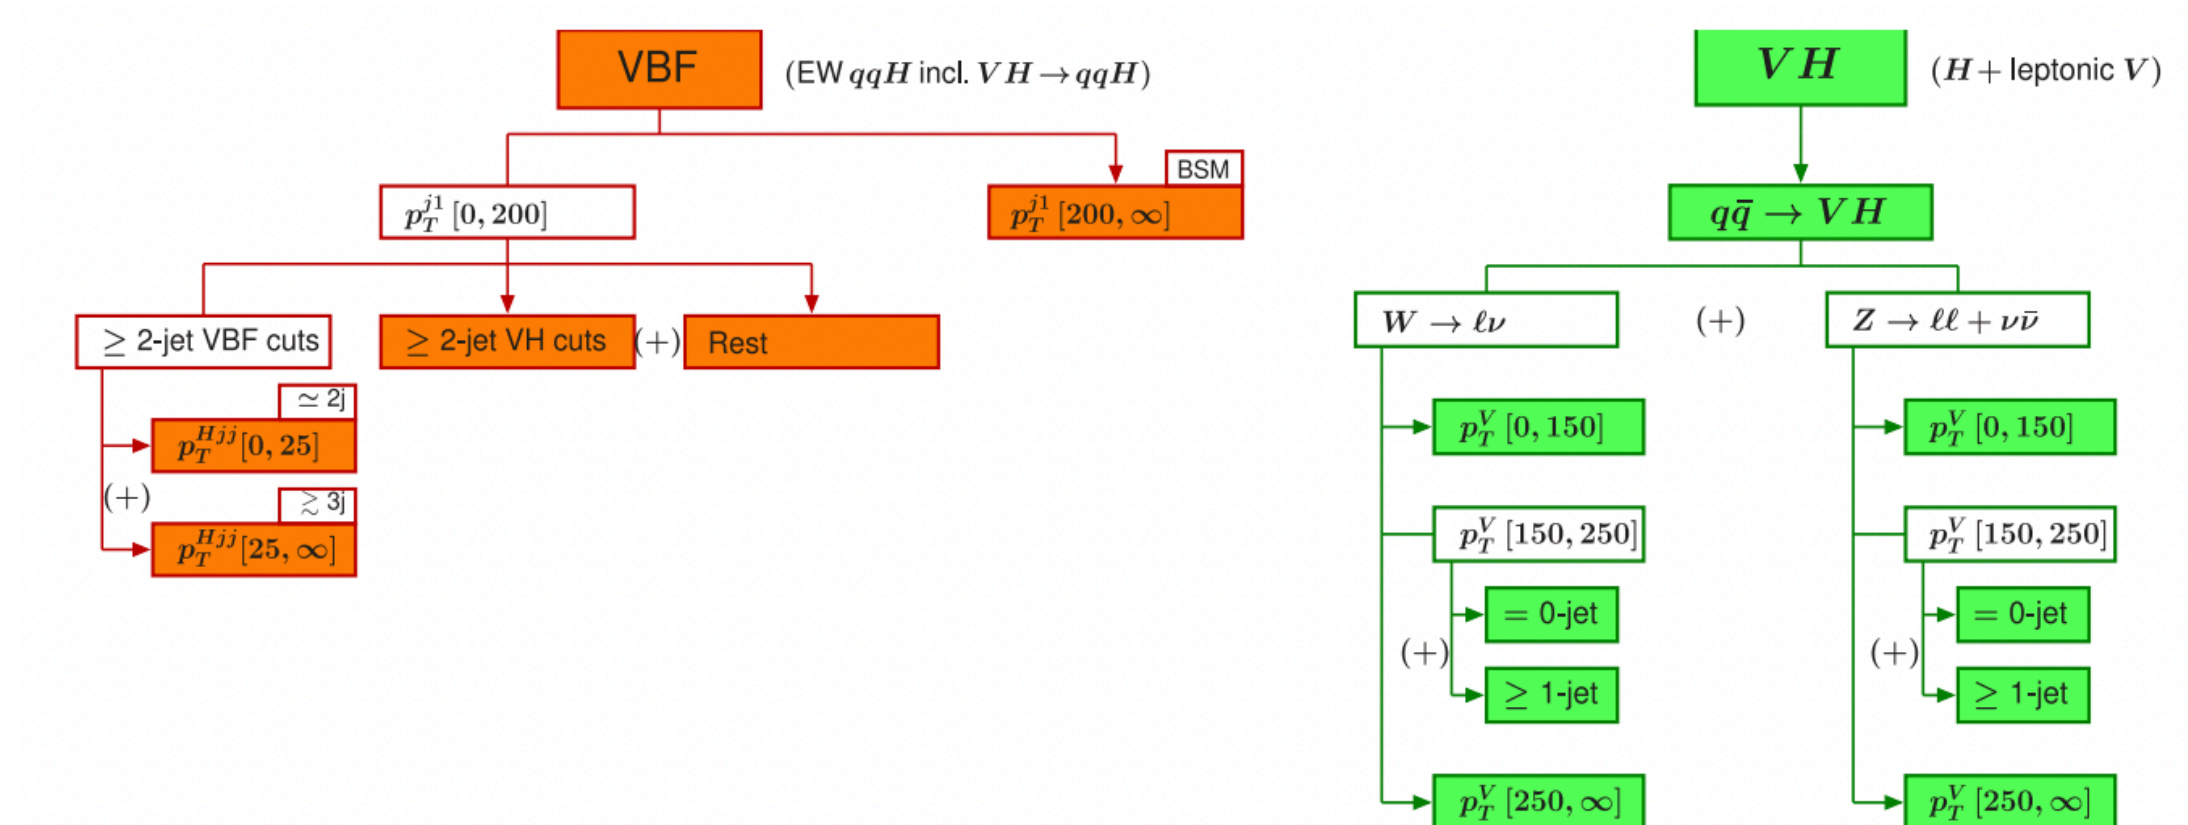 VBF
(EW qqH incl. VH → qqH)
BSM
p_T^{j1} [0, 200]
p_T^{j1} [200, ∞]
≥ 2-jet VBF cuts
≥ 2-jet VH cuts
(+)
Rest
≃ 2j
p_T^{Hjj} [0, 25]
(+)
≳ 3j
p_T^{Hjj} [25, ∞]
VH
(H + leptonic V)
qq̄ → VH
W → ℓν
(+)
Z → ℓℓ + νν̄
p_T^V [0, 150]
p_T^V [0, 150]
p_T^V [150, 250]
p_T^V [150, 250]
= 0-jet
= 0-jet
(+)
(+)
≥ 1-jet
≥ 1-jet
p_T^V [250, ∞]
p_T^V [250, ∞]